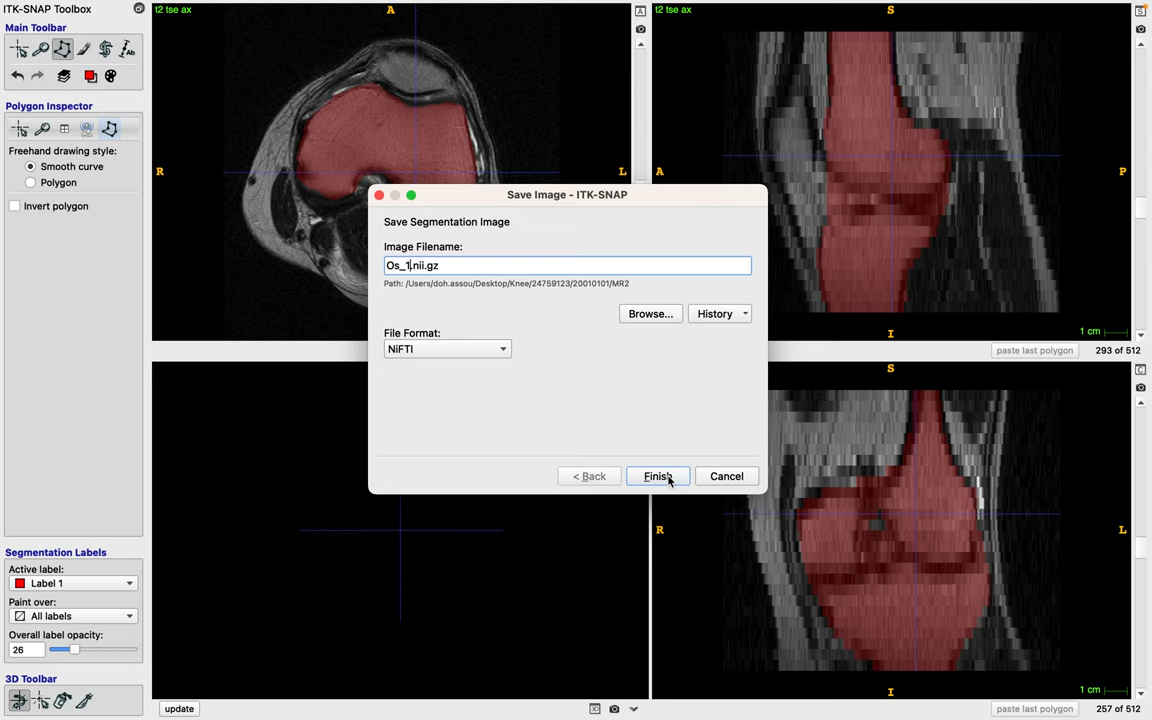 ITK-SNAP Toolbox
Main Toolbar
Polygon Inspector
Freehand drawing style:
Smooth curve
Polygon
Invert polygon
Segmentation Labels
Active label:
Label 1
Paint over:
All labels
Overall label opacity:
26
3D Toolbar
t2 tse ax
A
R
L
A
t2 tse ax
S
A
P
I
1 cm
S
paste last polygon
293 of 512
Save Image - ITK-SNAP
Save Segmentation Image
Image Filename:
Os_1.nii.gz
Path: /Users/doh.assou/Desktop/Knee/24759123/20010101/MR2
Browse...
History
File Format:
NiFTI
< Back
Finish
Cancel
update
3D
S
R
L
I
1 cm
C
paste last polygon
257 of 512